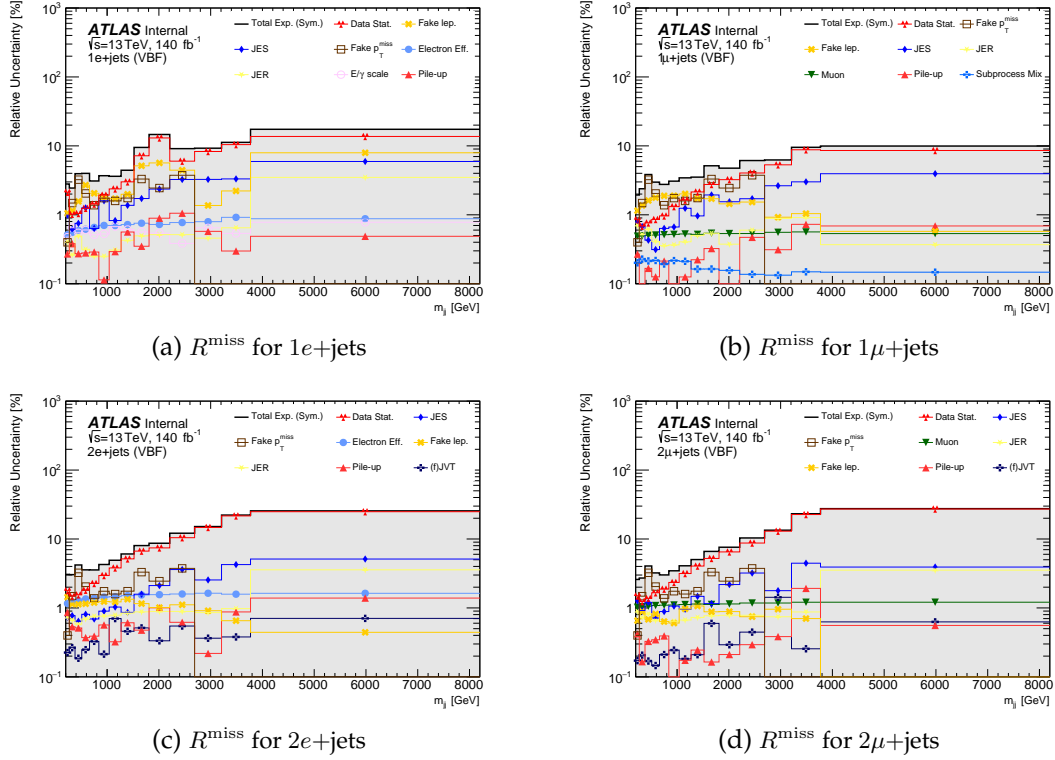 Relative Uncertainty [%]
10³
10²
10
1
10⁻¹
ATLAS Internal
√s=13 TeV, 140 fb⁻¹
1e+jets (VBF)
Total Exp. (Sym.)
Data Stat.
Fake lep.
JES
Fake p_T^miss
Electron Eff.
JER
E/γ scale
Pile-up
1000 2000 3000 4000 5000 6000 7000 8000
m_jj [GeV]
(a) R^miss for 1e+jets
Relative Uncertainty [%]
10³
10²
10
1
10⁻¹
ATLAS Internal
√s=13 TeV, 140 fb⁻¹
1μ+jets (VBF)
Total Exp. (Sym.)
Data Stat.
Fake p_T^miss
Fake lep.
JES
JER
Muon
Pile-up
Subprocess Mix
1000 2000 3000 4000 5000 6000 7000 8000
m_jj [GeV]
(b) R^miss for 1μ+jets
Relative Uncertainty [%]
10³
10²
10
1
10⁻¹
ATLAS Internal
√s=13 TeV, 140 fb⁻¹
2e+jets (VBF)
Total Exp. (Sym.)
Data Stat.
JES
Fake p_T^miss
Electron Eff.
Fake lep.
JER
Pile-up
(f)JVT
1000 2000 3000 4000 5000 6000 7000 8000
m_jj [GeV]
(c) R^miss for 2e+jets
Relative Uncertainty [%]
10³
10²
10
1
10⁻¹
ATLAS Internal
√s=13 TeV, 140 fb⁻¹
2μ+jets (VBF)
Total Exp. (Sym.)
Data Stat.
JES
Fake p_T^miss
Muon
JER
Fake lep.
Pile-up
(f)JVT
1000 2000 3000 4000 5000 6000 7000 8000
m_jj [GeV]
(d) R^miss for 2μ+jets